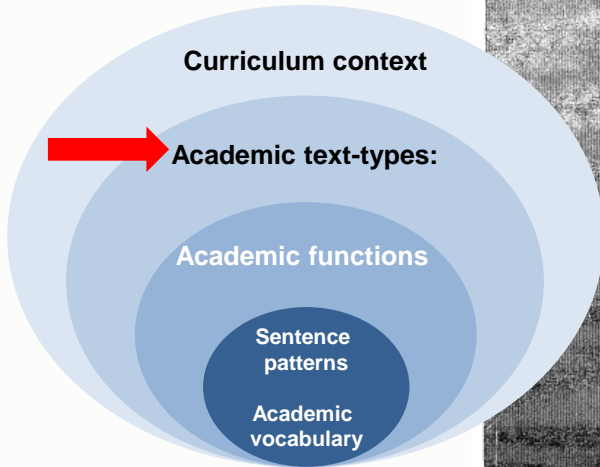 Curriculum context
Academic text-types:
Academic functions
Sentence
patterns
Academic
vocabulary